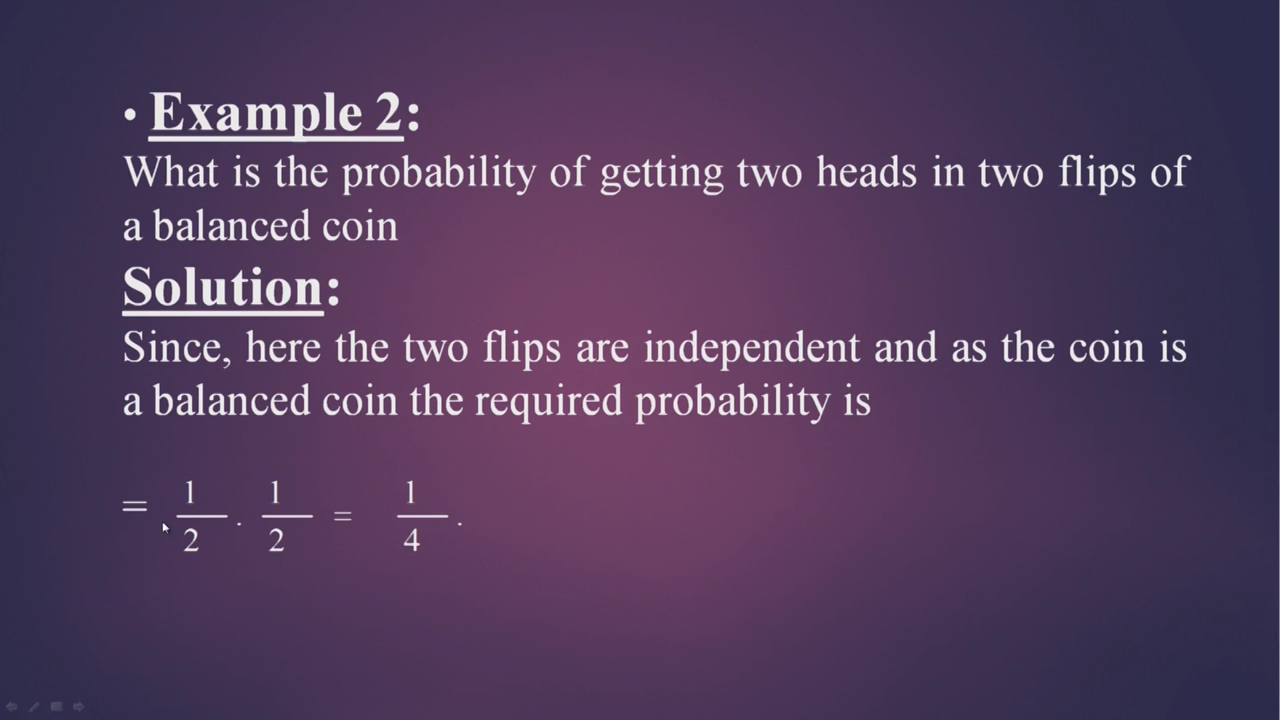 • Example 2:
What is the probability of getting two heads in two flips of
a balanced coin
Solution:
Since, here the two flips are independent and as the coin is
a balanced coin the required probability is
= 1/2 . 1/2 = 1/4 .